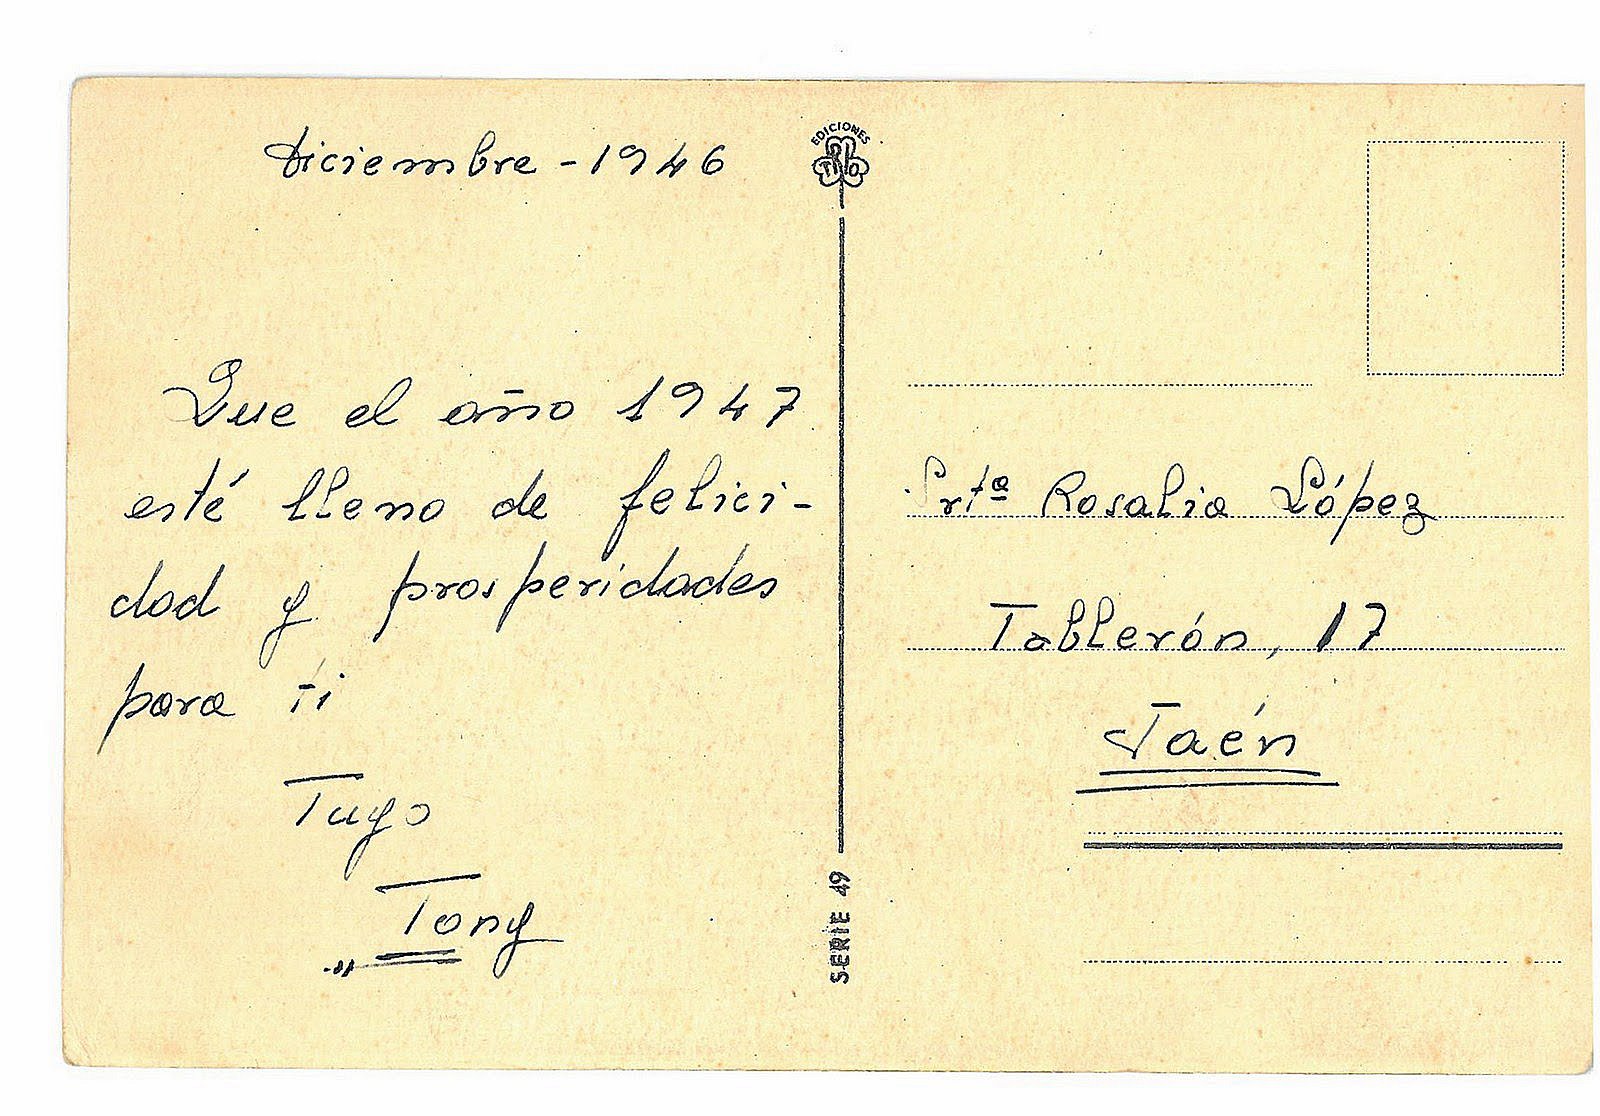 Diciembre - 1946
Que el año 1947
esté lleno de felici-
dad y prosperidades
para ti
Tuyo
Tony
EDICIONES
SERIE 49
Srtª Rosalia López
Tablerón, 17
Jaén